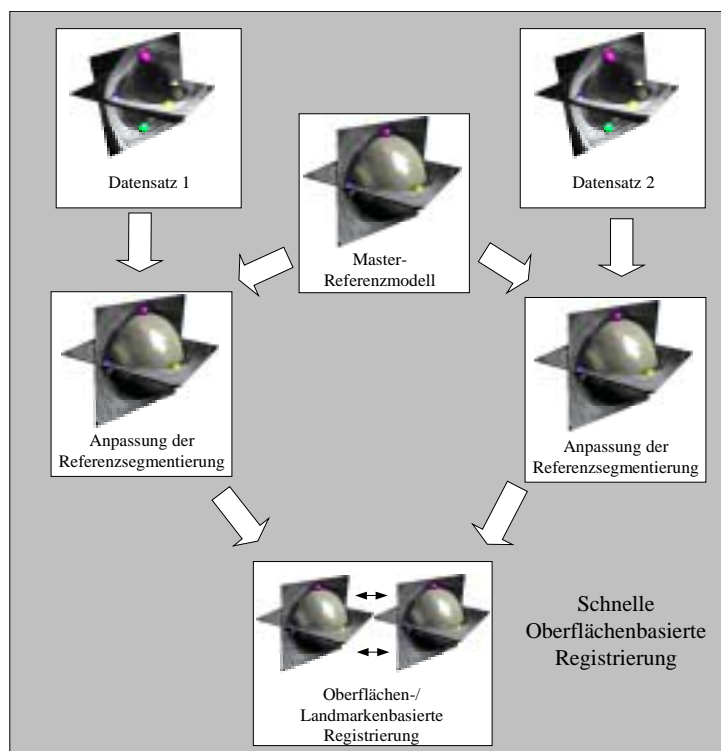 Datensatz 1
Datensatz 2
Master-
Referenzmodell
Anpassung der
Referenzsegmentierung
Anpassung der
Referenzsegmentierung
Oberflächen-/
Landmarkenbasierte
Registrierung
Schnelle
Oberflächenbasierte
Registrierung